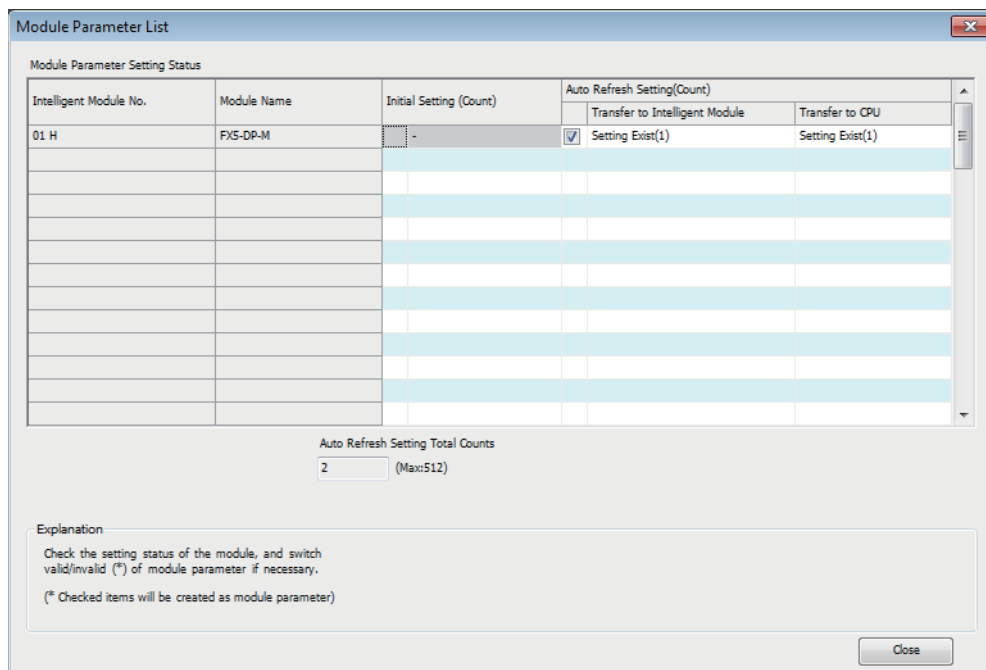 Module Parameter List
Module Parameter Setting Status
Intelligent Module No. Module Name Initial Setting (Count) Auto Refresh Setting(Count)
Transfer to Intelligent Module Transfer to CPU
01 H FX5-DP-M - Setting Exist(1) Setting Exist(1)
Auto Refresh Setting Total Counts
2 (Max:512)
Explanation
Check the setting status of the module, and switch
valid/invalid (*) of module parameter if necessary.
(* Checked items will be created as module parameter)
Close